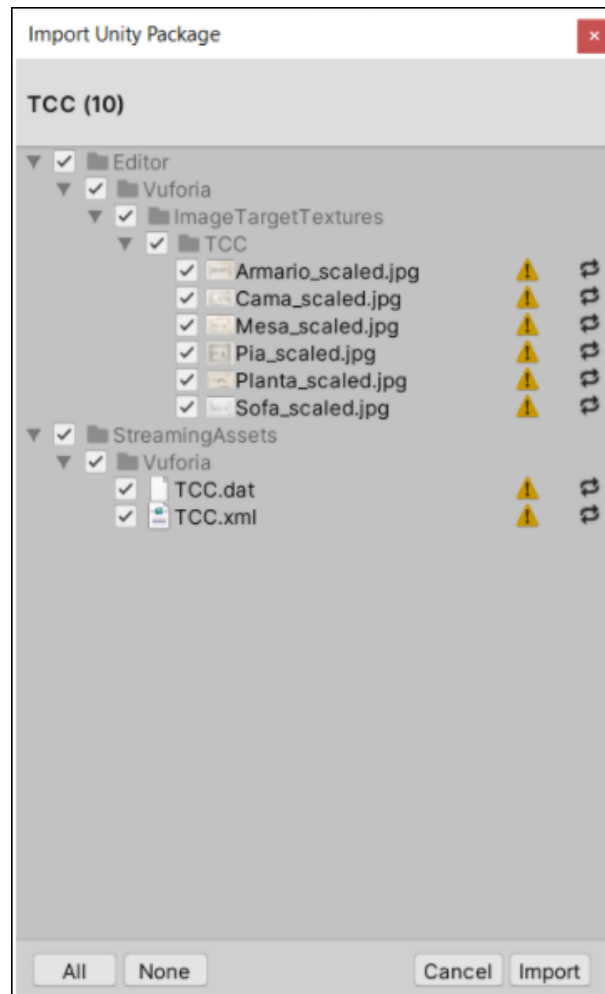 Import Unity Package
TCC (10)
Editor
Vuforia
ImageTargetTextures
TCC
Armario_scaled.jpg
Cama_scaled.jpg
Mesa_scaled.jpg
Pia_scaled.jpg
Planta_scaled.jpg
Sofa_scaled.jpg
StreamingAssets
Vuforia
TCC.dat
TCC.xml
All None Cancel Import